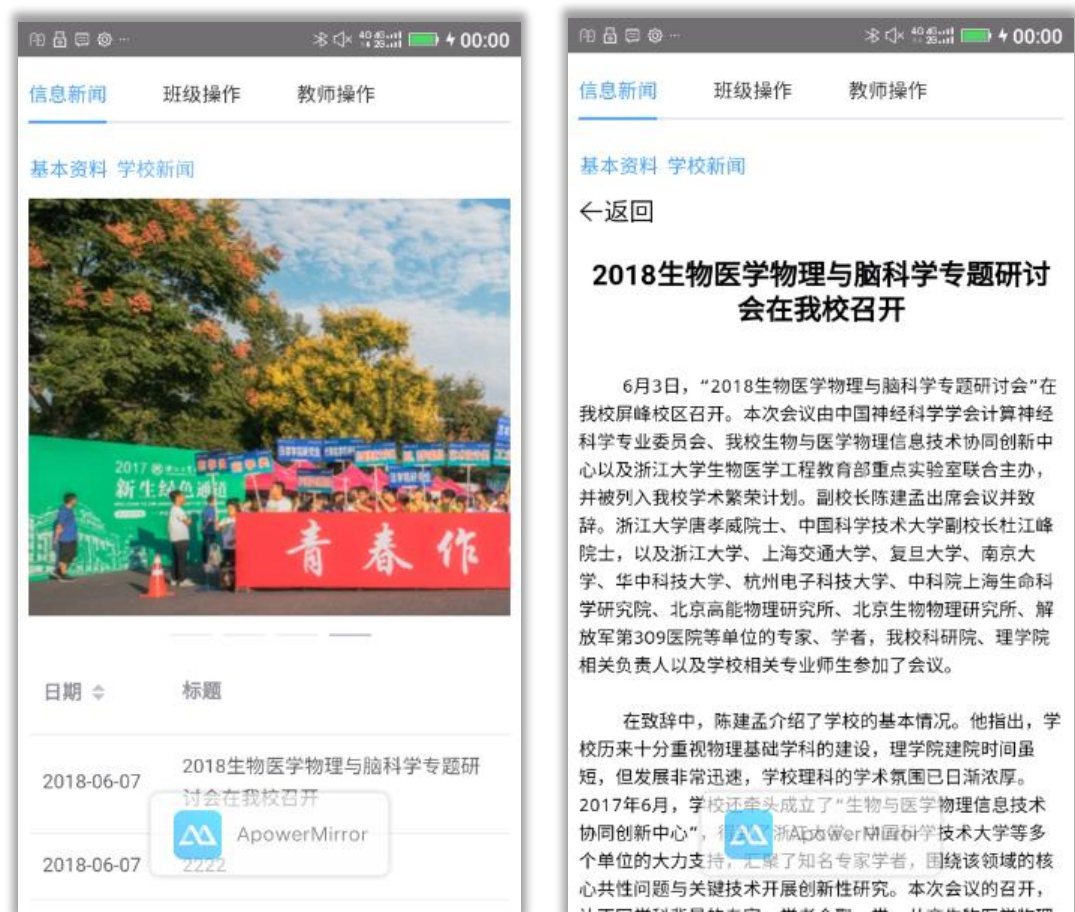 00:00
信息新闻 班级操作 教师操作
基本资料 学校新闻
2017
新生绿色通道
青春作
日期 标题
2018-06-07
2018生物医学物理与脑科学专题研
讨会在我校召开
ApowerMirror
2018-06-07
2222
00:00
信息新闻 班级操作 教师操作
基本资料 学校新闻
←返回
2018生物医学物理与脑科学专题研讨
会在我校召开
6月3日，“2018生物医学物理与脑科学专题研讨会”在
我校屏峰校区召开。本次会议由中国神经科学学会计算神经
科学专业委员会、我校生物与医学物理信息技术协同创新中
心以及浙江大学生物医学工程教育部重点实验室联合主办，
并被列入我校学术繁荣计划。副校长陈建孟出席会议并致
辞。浙江大学唐孝威院士、中国科学技术大学副校长杜江峰
院士，以及浙江大学、上海交通大学、复旦大学、南京大
学、华中科技大学、杭州电子科技大学、中科院上海生命科
学研究院、北京高能物理研究所、北京生物物理研究所、解
放军第309医院等单位的专家、学者，我校科研院、理学院
相关负责人以及学校相关专业师生参加了会议。
在致辞中，陈建孟介绍了学校的基本情况。他指出，学
校历来十分重视物理基础学科的建设，理学院建院时间虽
短，但发展非常迅速，学校理科的学术氛围已日渐浓厚。
2017年6月，学校还牵头成立了“生物与医学物理信息技术
协同创新中心”，得 浙江大学、中国科学技术大学等多
ApowerMirror
个单位的大力支持，汇聚了知名专家学者，围绕该领域的核
心共性问题与关键技术开展创新性研究。本次会议的召开，